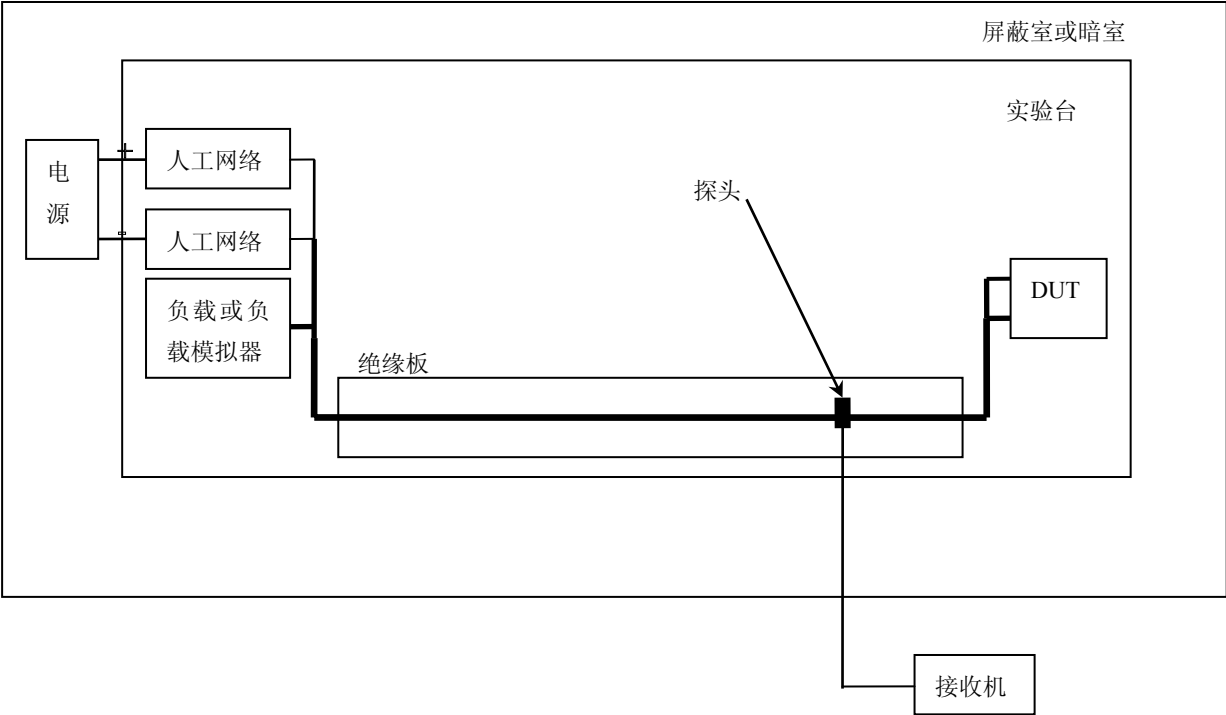 屏蔽室或暗室
实验台
+
人工网络
电
源
探头
-
人工网络
DUT
负载或负
载模拟器
绝缘板
接收机